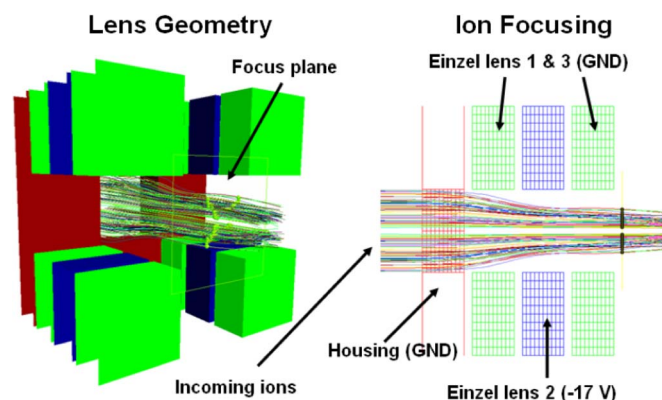 Lens Geometry
Ion Focusing
Focus plane
Einzel lens 1 & 3 (GND)
Housing (GND)
Incoming ions
Einzel lens 2 (-17 V)